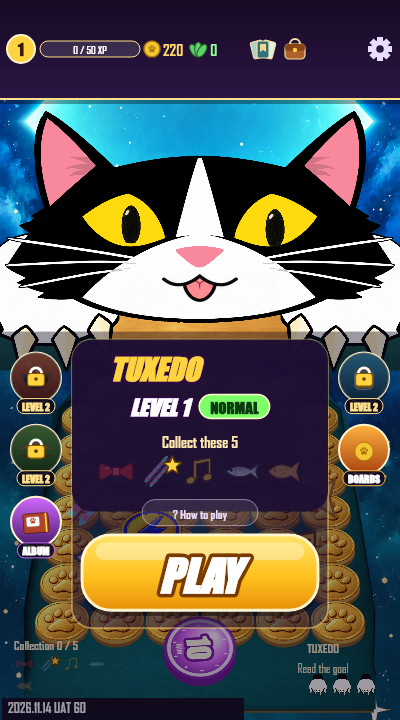 1
0 / 50 XP
220
0
TUXEDO
LEVEL 1 NORMAL
Collect these 5
LEVEL 2
LEVEL 2
LEVEL 2
BOARDS
ALBUM
? How to play
PLAY
Collection 0 / 5
10
TUXEDO
Read the goal
2026.11.14 UAT 60